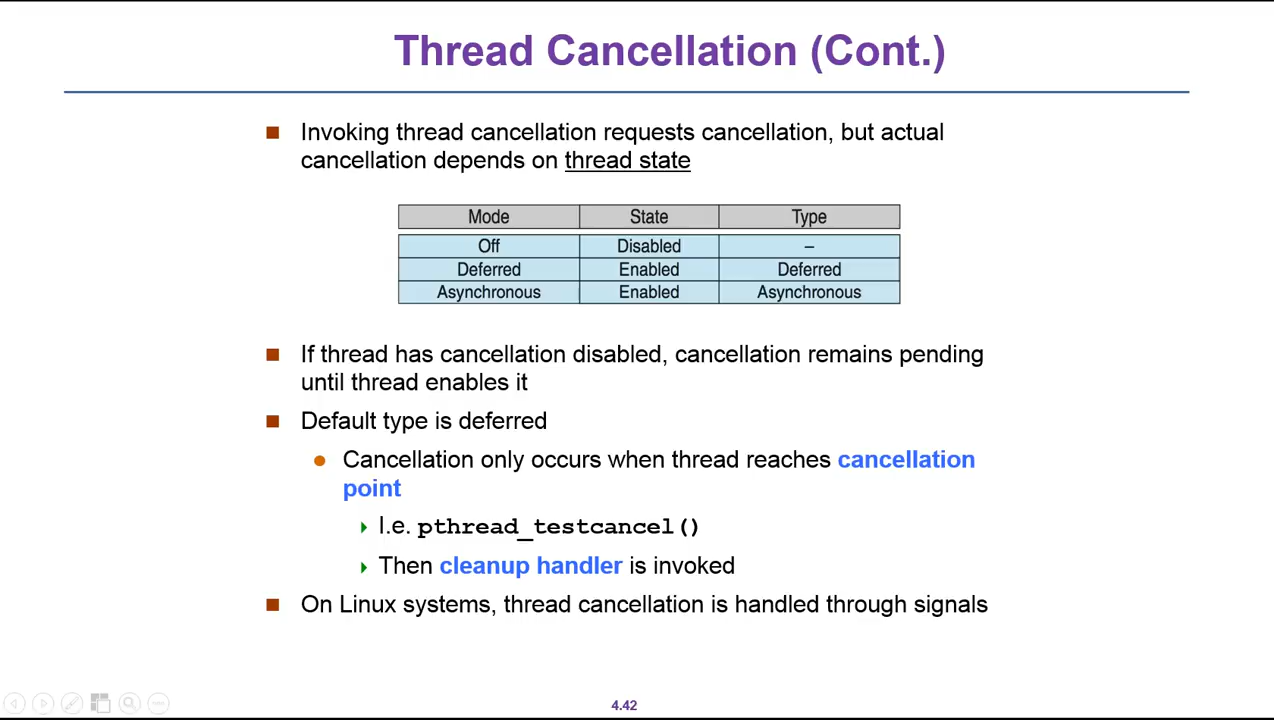 Thread Cancellation (Cont.)
Invoking thread cancellation requests cancellation, but actual
cancellation depends on thread state
Mode State Type
Off Disabled –
Deferred Enabled Deferred
Asynchronous Enabled Asynchronous
If thread has cancellation disabled, cancellation remains pending
until thread enables it
Default type is deferred
Cancellation only occurs when thread reaches cancellation
point
I.e. pthread_testcancel()
Then cleanup handler is invoked
On Linux systems, thread cancellation is handled through signals
4.42